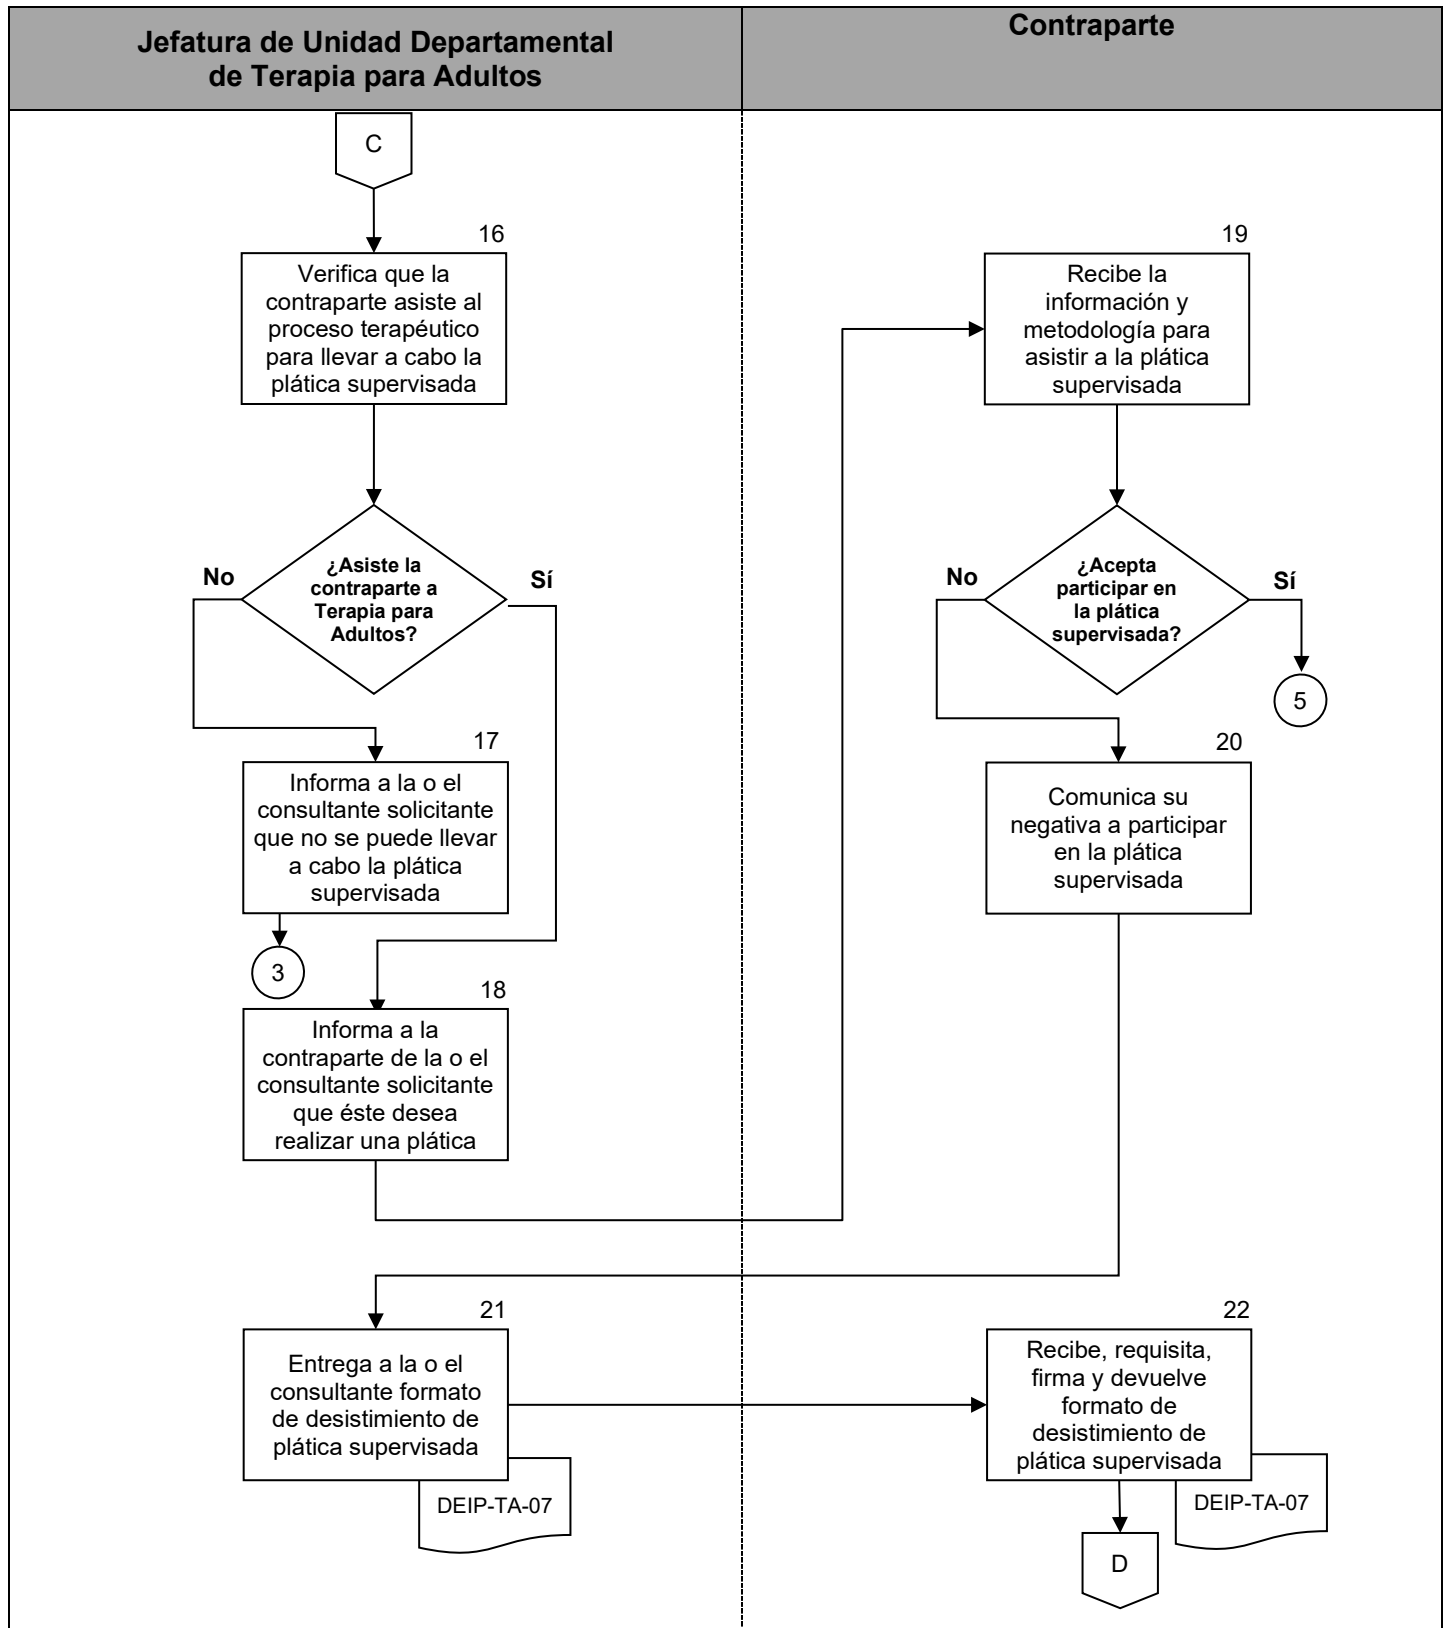 Jefatura de Unidad Departamental
de Terapia para Adultos
Contraparte
C
16
Verifica que la
contraparte asiste al
proceso terapéutico
para llevar a cabo la
plática supervisada
¿Asiste la
contraparte a
Terapia para
Adultos?
No
Sí
17
Informa a la o el
consultante solicitante
que no se puede llevar
a cabo la plática
supervisada
3
18
Informa a la
contraparte de la o el
consultante solicitante
que éste desea
realizar una plática
19
Recibe la
información y
metodología para
asistir a la plática
supervisada
¿Acepta
participar en
la plática
supervisada?
No
Sí
5
20
Comunica su
negativa a participar
en la plática
supervisada
21
Entrega a la o el
consultante formato
de desistimiento de
plática supervisada
DEIP-TA-07
22
Recibe, requisita,
firma y devuelve
formato de
desistimiento de
plática supervisada
DEIP-TA-07
D